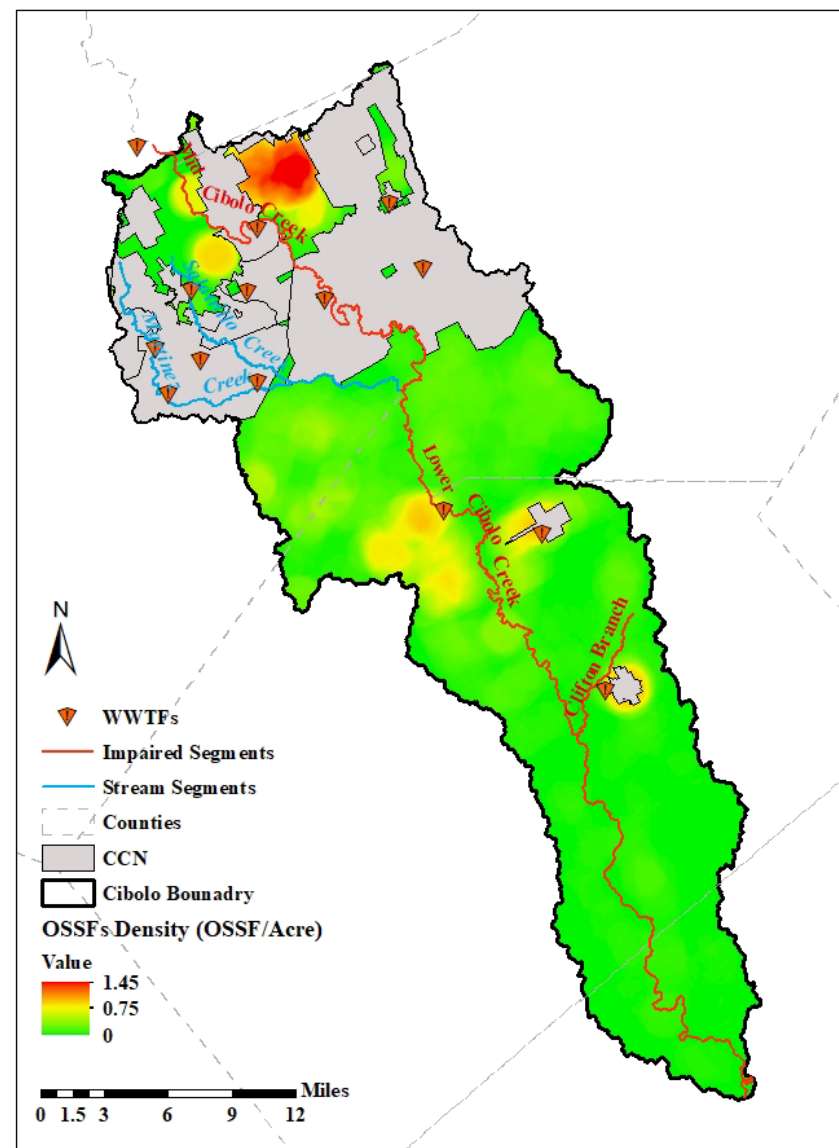 Mid
Cibolo Creek
Salatrillo Creek
Martinez
Creek
Lower
Cibolo Creek
Clifton Branch
N
WWTFs
Impaired Segments
Stream Segments
Counties
CCN
Cibolo Bounadry
OSSFs Density (OSSF/Acre)
Value
1.45
0.75
0
Miles
0 1.5 3 6 9 12